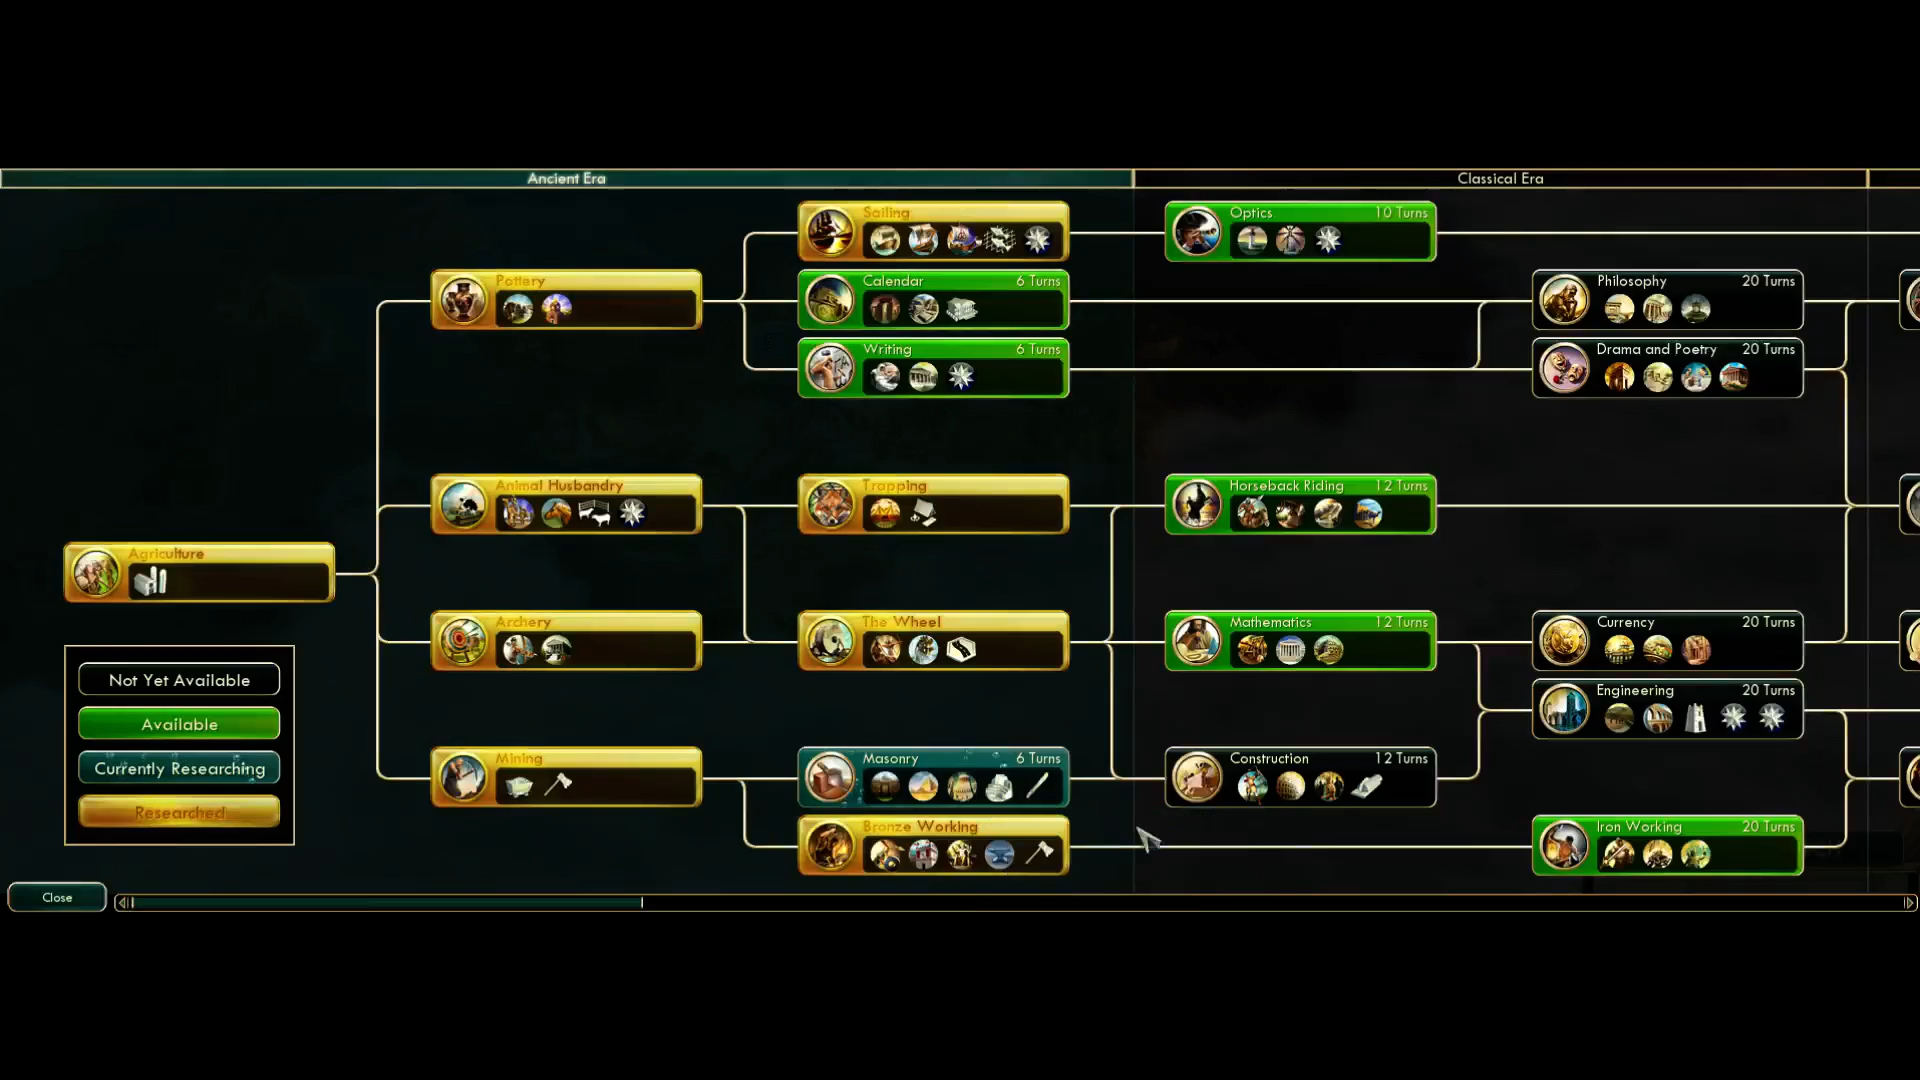 Ancient Era
Classical Era
Sailing
Optics 10 Turns
Pottery
Calendar 6 Turns
Philosophy 20 Turns
Writing 6 Turns
Drama and Poetry 20 Turns
Animal Husbandry
Trapping
Horseback Riding 12 Turns
Agriculture
Archery
The Wheel
Mathematics 12 Turns
Currency 20 Turns
Engineering 20 Turns
Mining
Masonry 6 Turns
Construction 12 Turns
Bronze Working
Iron Working 20 Turns
Not Yet Available
Available
Currently Researching
Researched
Close